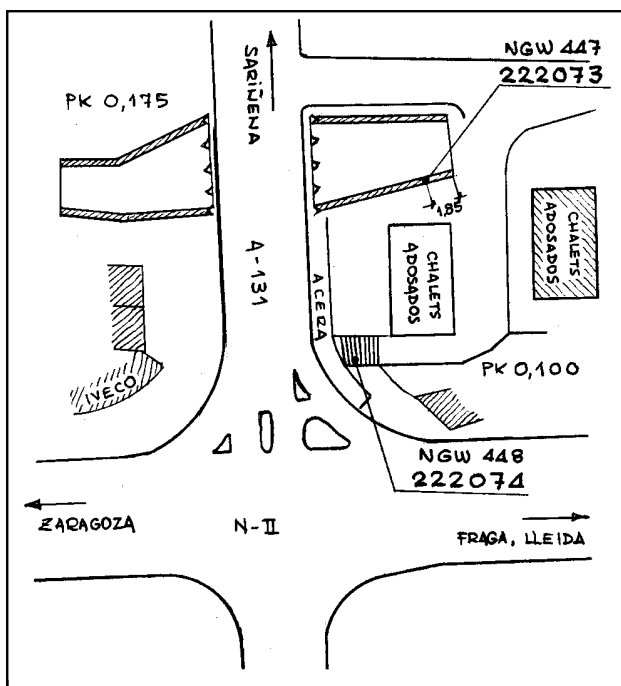 NGW 447
222073
SARIÑENA
PK 0,175
1,85
A-131
ACERA
CHALETS
ADOSADOS
CHALETS
ADOSADOS
IVECO
PK 0,100
NGW 448
222074
ZARAGOZA
N-II
FRAGA, LLEIDA